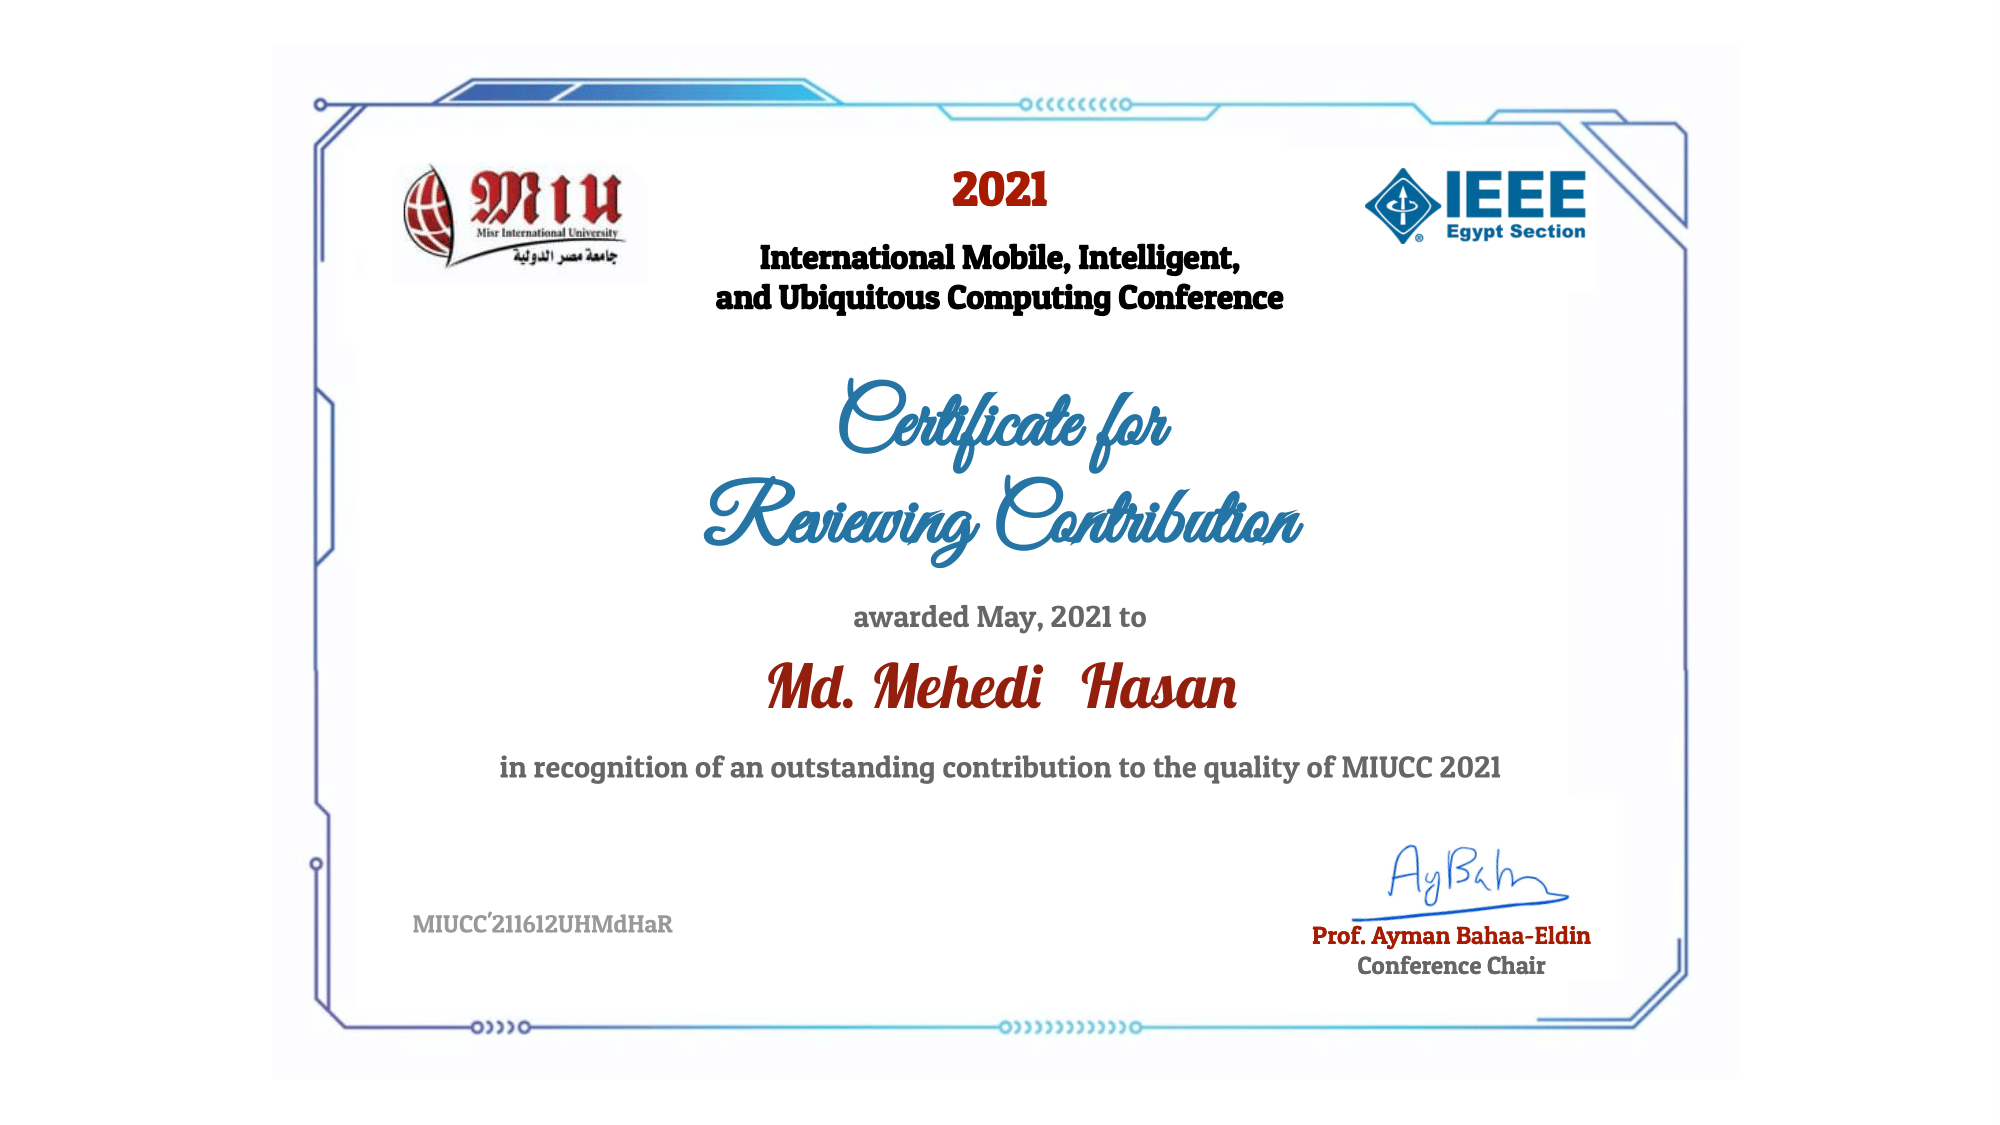 MIU
Misr International University
جامعة مصر الدولية
2021
IEEE
Egypt Section
International Mobile, Intelligent,
and Ubiquitous Computing Conference
Certificate for
Reviewing Contribution
awarded May, 2021 to
Md. Mehedi Hasan
in recognition of an outstanding contribution to the quality of MIUCC 2021
AyBah
MIUCC'211612UHMdHaR
Prof. Ayman Bahaa-Eldin
Conference Chair